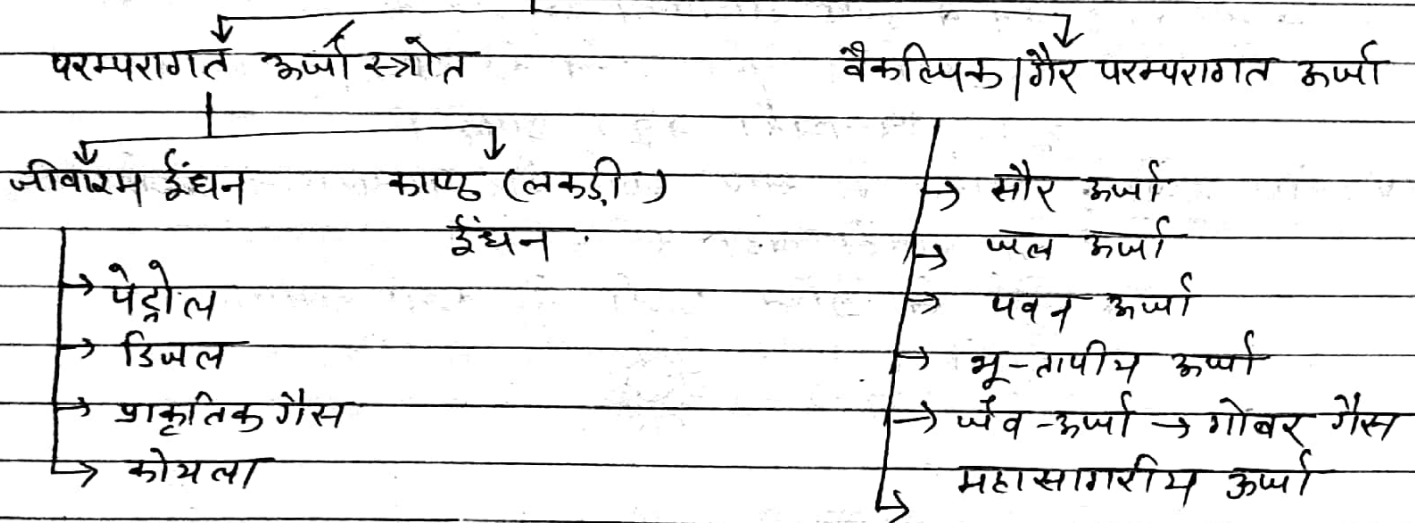 परम्परागत ऊर्जा स्त्रोत
वैकल्पिक/गैर परम्परागत ऊर्जा
जीवाश्म ईंधन
काष्ठ (लकड़ी)
ईंधन
पेट्रोल
डिजल
प्राकृतिक गैस
कोयला
सौर ऊर्जा
जल ऊर्जा
पवन ऊर्जा
भू-तापीय ऊर्जा
जैव-ऊर्जा → गोबर गैस
महासागरीय ऊर्जा